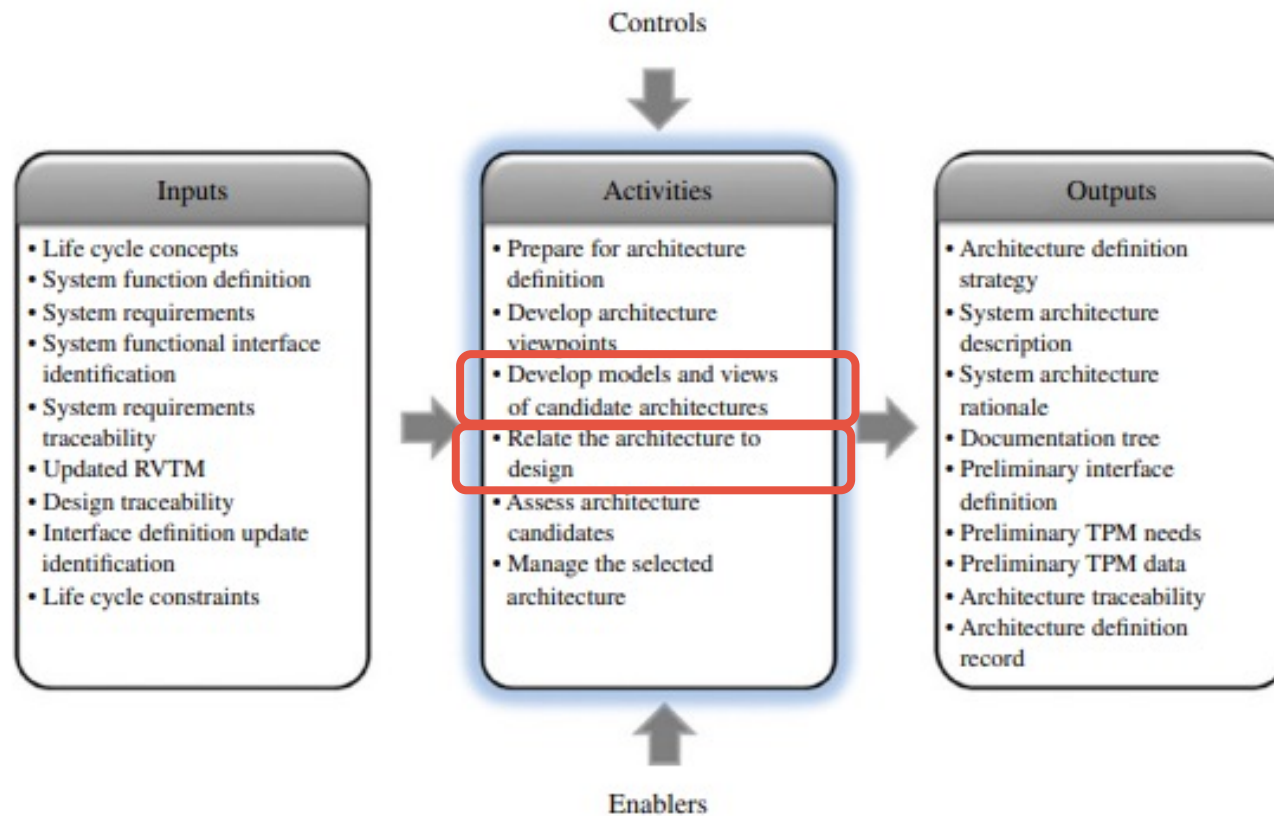 Controls
Inputs
• Life cycle concepts
• System function definition
• System requirements
• System functional interface
identification
• System requirements
traceability
• Updated RVTM
• Design traceability
• Interface definition update
identification
• Life cycle constraints
Activities
• Prepare for architecture
definition
• Develop architecture
viewpoints
• Develop models and views
of candidate architectures
• Relate the architecture to
design
• Assess architecture
candidates
• Manage the selected
architecture
Outputs
• Architecture definition
strategy
• System architecture
description
• System architecture
rationale
• Documentation tree
• Preliminary interface
definition
• Preliminary TPM needs
• Preliminary TPM data
• Architecture traceability
• Architecture definition
record
Enablers